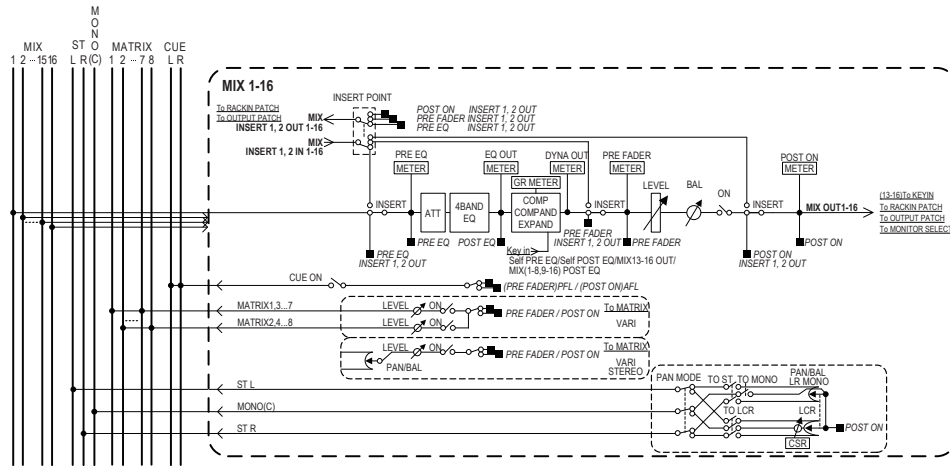 MONO(C)
MIX
ST
MATRIX
CUE
1 2 ··· 15 16
L R
1 2 ··· 7 8
L R
MIX 1-16
INSERT POINT
To RACKIN PATCH
To OUTPUT PATCH
MIX
INSERT 1, 2 OUT 1-16
POST ON INSERT 1, 2 OUT
PRE FADER INSERT 1, 2 OUT
PRE EQ INSERT 1, 2 OUT
MIX
INSERT 1, 2 IN 1-16
PRE EQ
METER
EQ OUT
METER
DYNA OUT
METER
GR METER
PRE FADER
METER
POST ON
METER
INSERT
ATT
4BAND
EQ
COMP
COMPAND
EXPAND
INSERT
LEVEL
BAL
ON
INSERT
MIX OUT1-16
(13-16)To KEYIN
To RACKIN PATCH
To OUTPUT PATCH
To MONITOR SELECT
PRE EQ
INSERT 1, 2 OUT
PRE EQ
POST EQ
Key in
Self PRE EQ/Self POST EQ/MIX13-16 OUT/
MIX(1-8,9-16) POST EQ
PRE FADER
INSERT 1, 2 OUT
PRE FADER
POST ON
INSERT 1, 2 OUT
POST ON
CUE ON
(PRE FADER)PFL / (POST ON)AFL
MATRIX1,3...7
LEVEL
ON
PRE FADER / POST ON
To MATRIX
VARI
MATRIX2,4...8
LEVEL
ON
LEVEL
ON
PAN/BAL
PRE FADER / POST ON
To MATRIX
VARI
STEREO
ST L
MONO(C)
ST R
PAN MODE
TO ST
TO MONO
PAN/BAL
LR MONO
TO LCR
LCR
CSR
POST ON